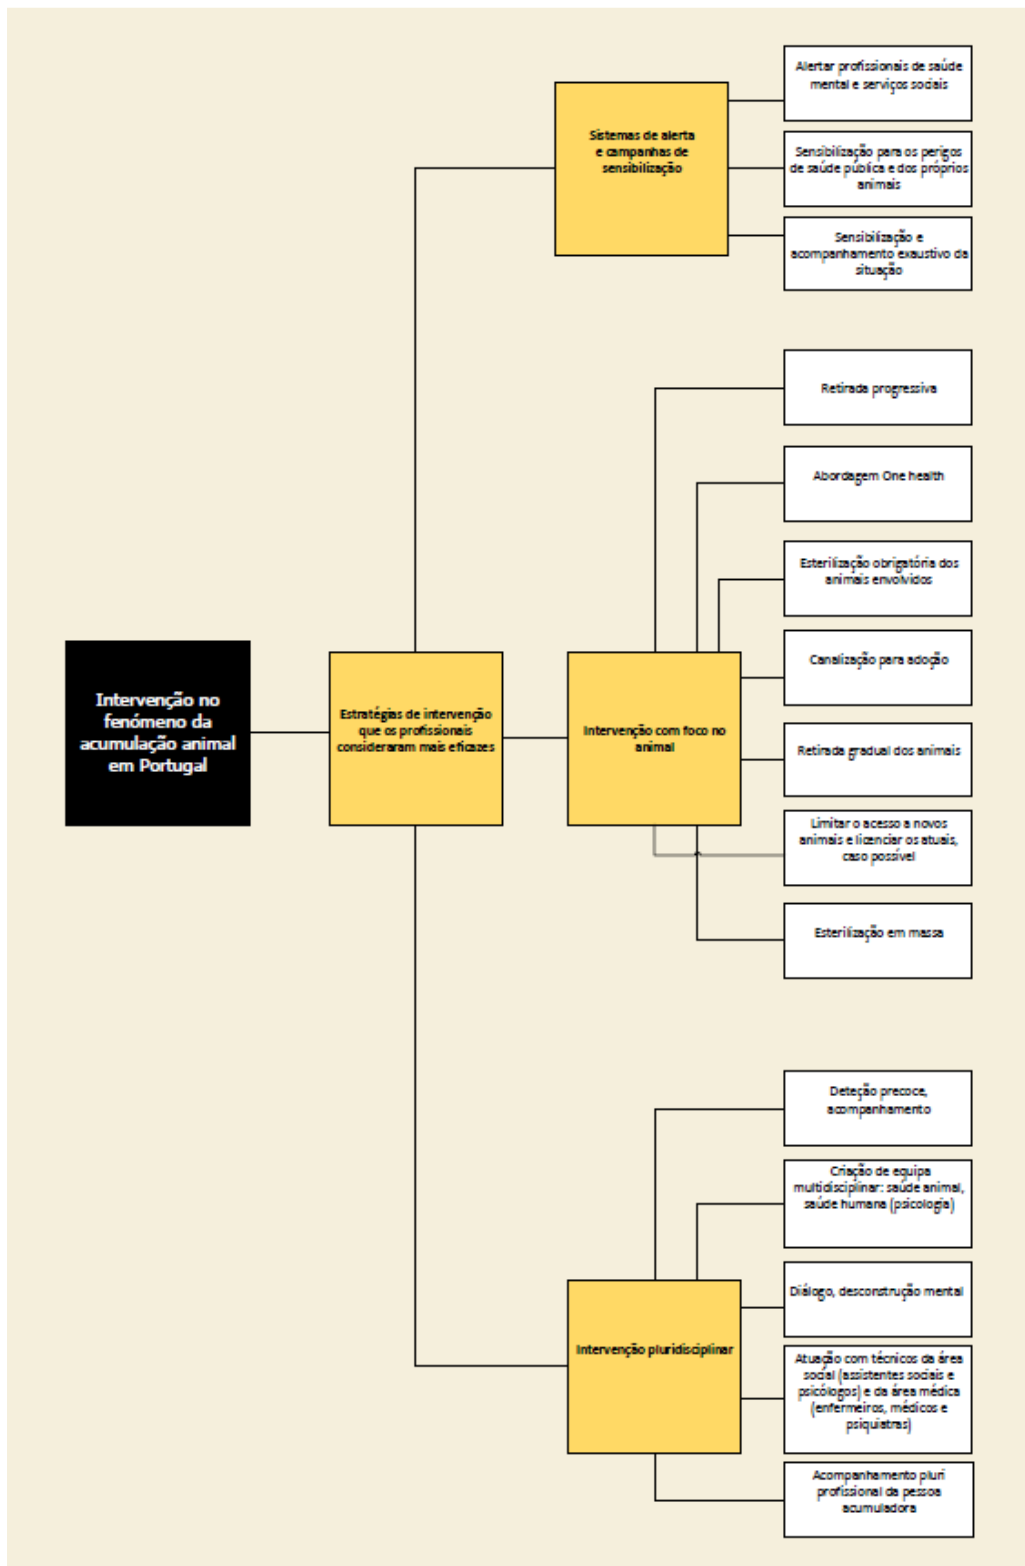 Alertar profissionais de saúde
mental e serviços sociais
Sistemas de alerta
e campanhas de
sensibilização
Sensibilização para os perigos
de saúde pública e dos próprios
animais
Sensibilização e
acompanhamento exaustivo da
situação
Retirada progressiva
Abordagem One health
Esterilização obrigatória dos
animais envolvidos
Canalização para adoção
Intervenção no
fenómeno da
acumulação animal
em Portugal
Estratégias de intervenção
que os profissionais
consideraram mais eficazes
Intervenção com foco no
animal
Retirada gradual dos animais
Limitar o acesso a novos
animais e licenciar os atuais,
caso possível
Esterilização em massa
Deteção precoce,
acompanhamento
Criação de equipa
multidisciplinar: saúde animal,
saúde humana (psicologia)
Diálogo, desconstrução mental
Intervenção pluridisciplinar
Atuação com técnicos da área
social (assistentes sociais e
psicólogos) e da área médica
(enfermeiros, médicos e
psiquiatras)
Acompanhamento pluri
profissional da pessoa
acumuladora